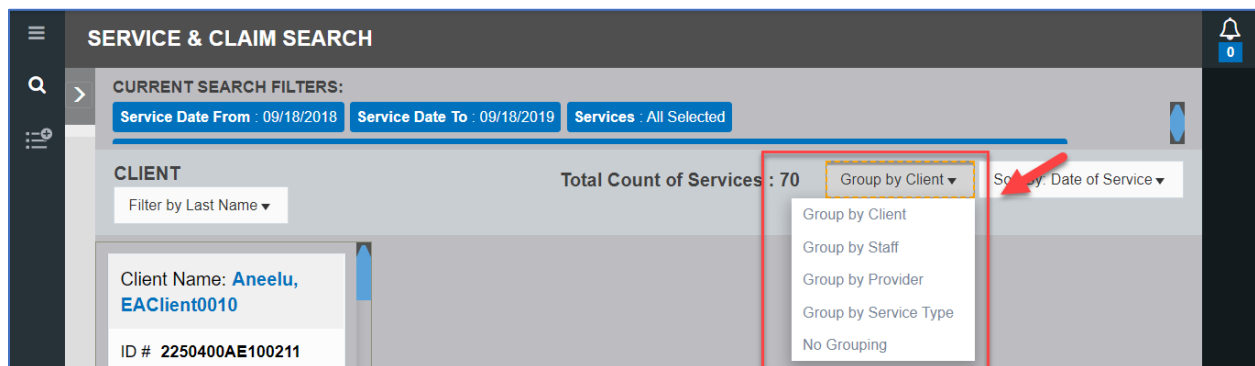 SERVICE & CLAIM SEARCH
0
CURRENT SEARCH FILTERS:
Service Date From : 09/18/2018 Service Date To : 09/18/2019 Services : All Selected
CLIENT
Total Count of Services : 70 Group by Client By: Date of Service
Filter by Last Name
Group by Client
Group by Staff
Group by Provider
Group by Service Type
No Grouping
Client Name: Aneelu,
EAClient0010
ID # 2250400AE100211